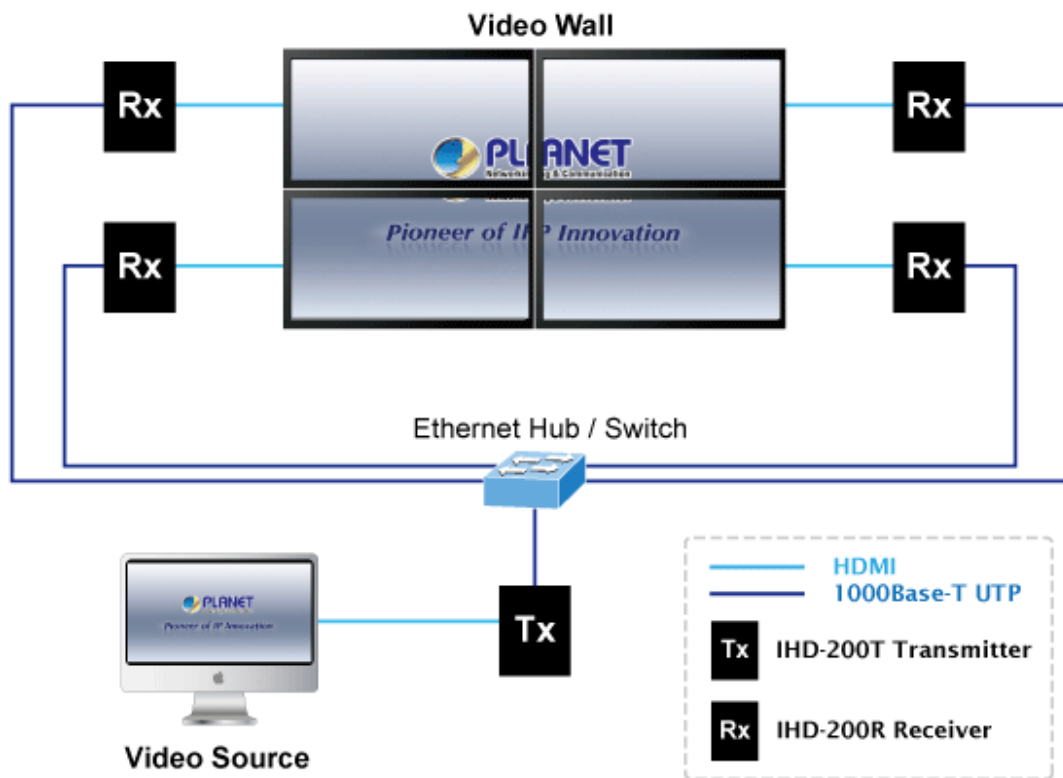 Video Wall
Rx
Rx
PLANET
Networking & Communication
Rx
Rx
Pioneer of IP Innovation
Ethernet Hub / Switch
PLANET
Pioneer of IP Innovation
Tx
Video Source
HDMI
1000Base-T UTP
Tx IHD-200T Transmitter
Rx IHD-200R Receiver